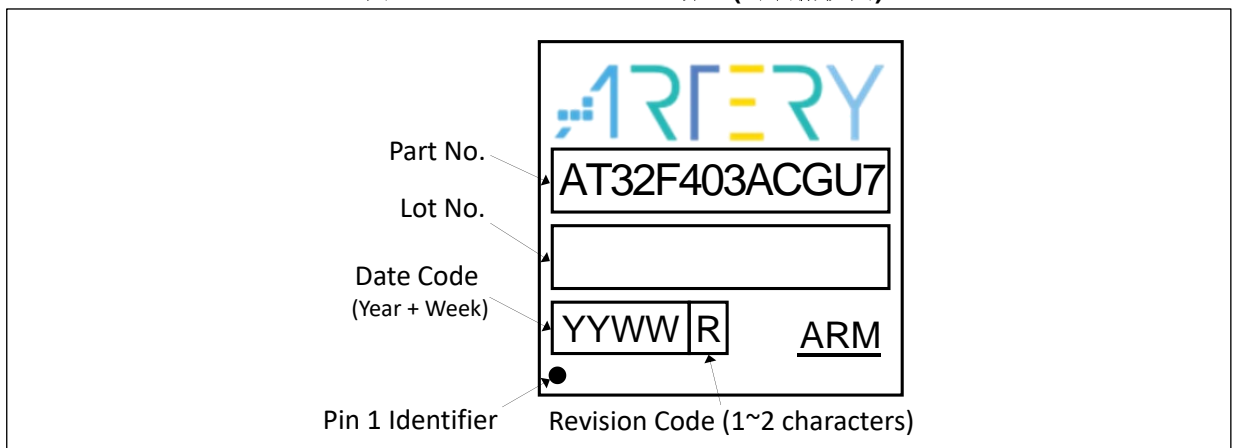 ARTERY
Part No.
AT32F403ACGU7
Lot No.
Date Code
(Year + Week)
YYWW R
ARM
Pin 1 Identifier
Revision Code (1~2 characters)